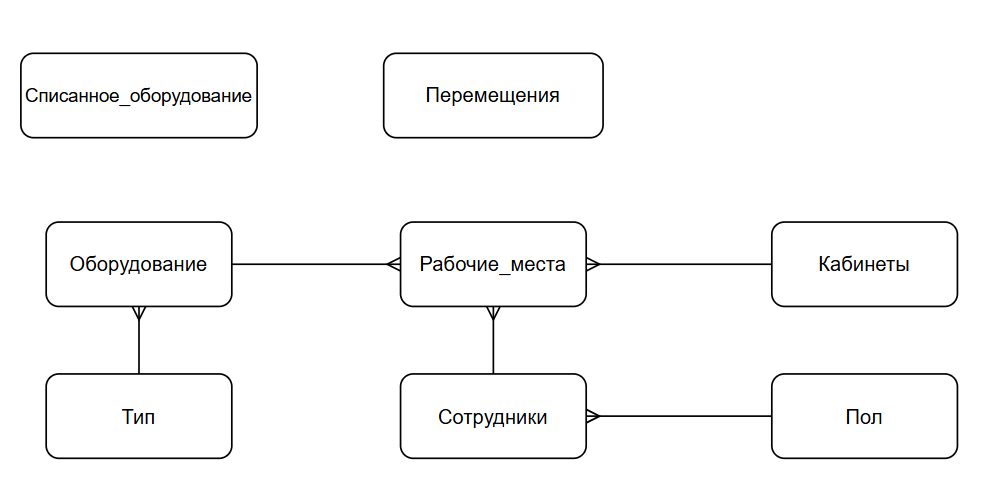 Списанное_оборудование
Перемещения
Оборудование
Рабочие_места
Кабинеты
Тип
Сотрудники
Пол